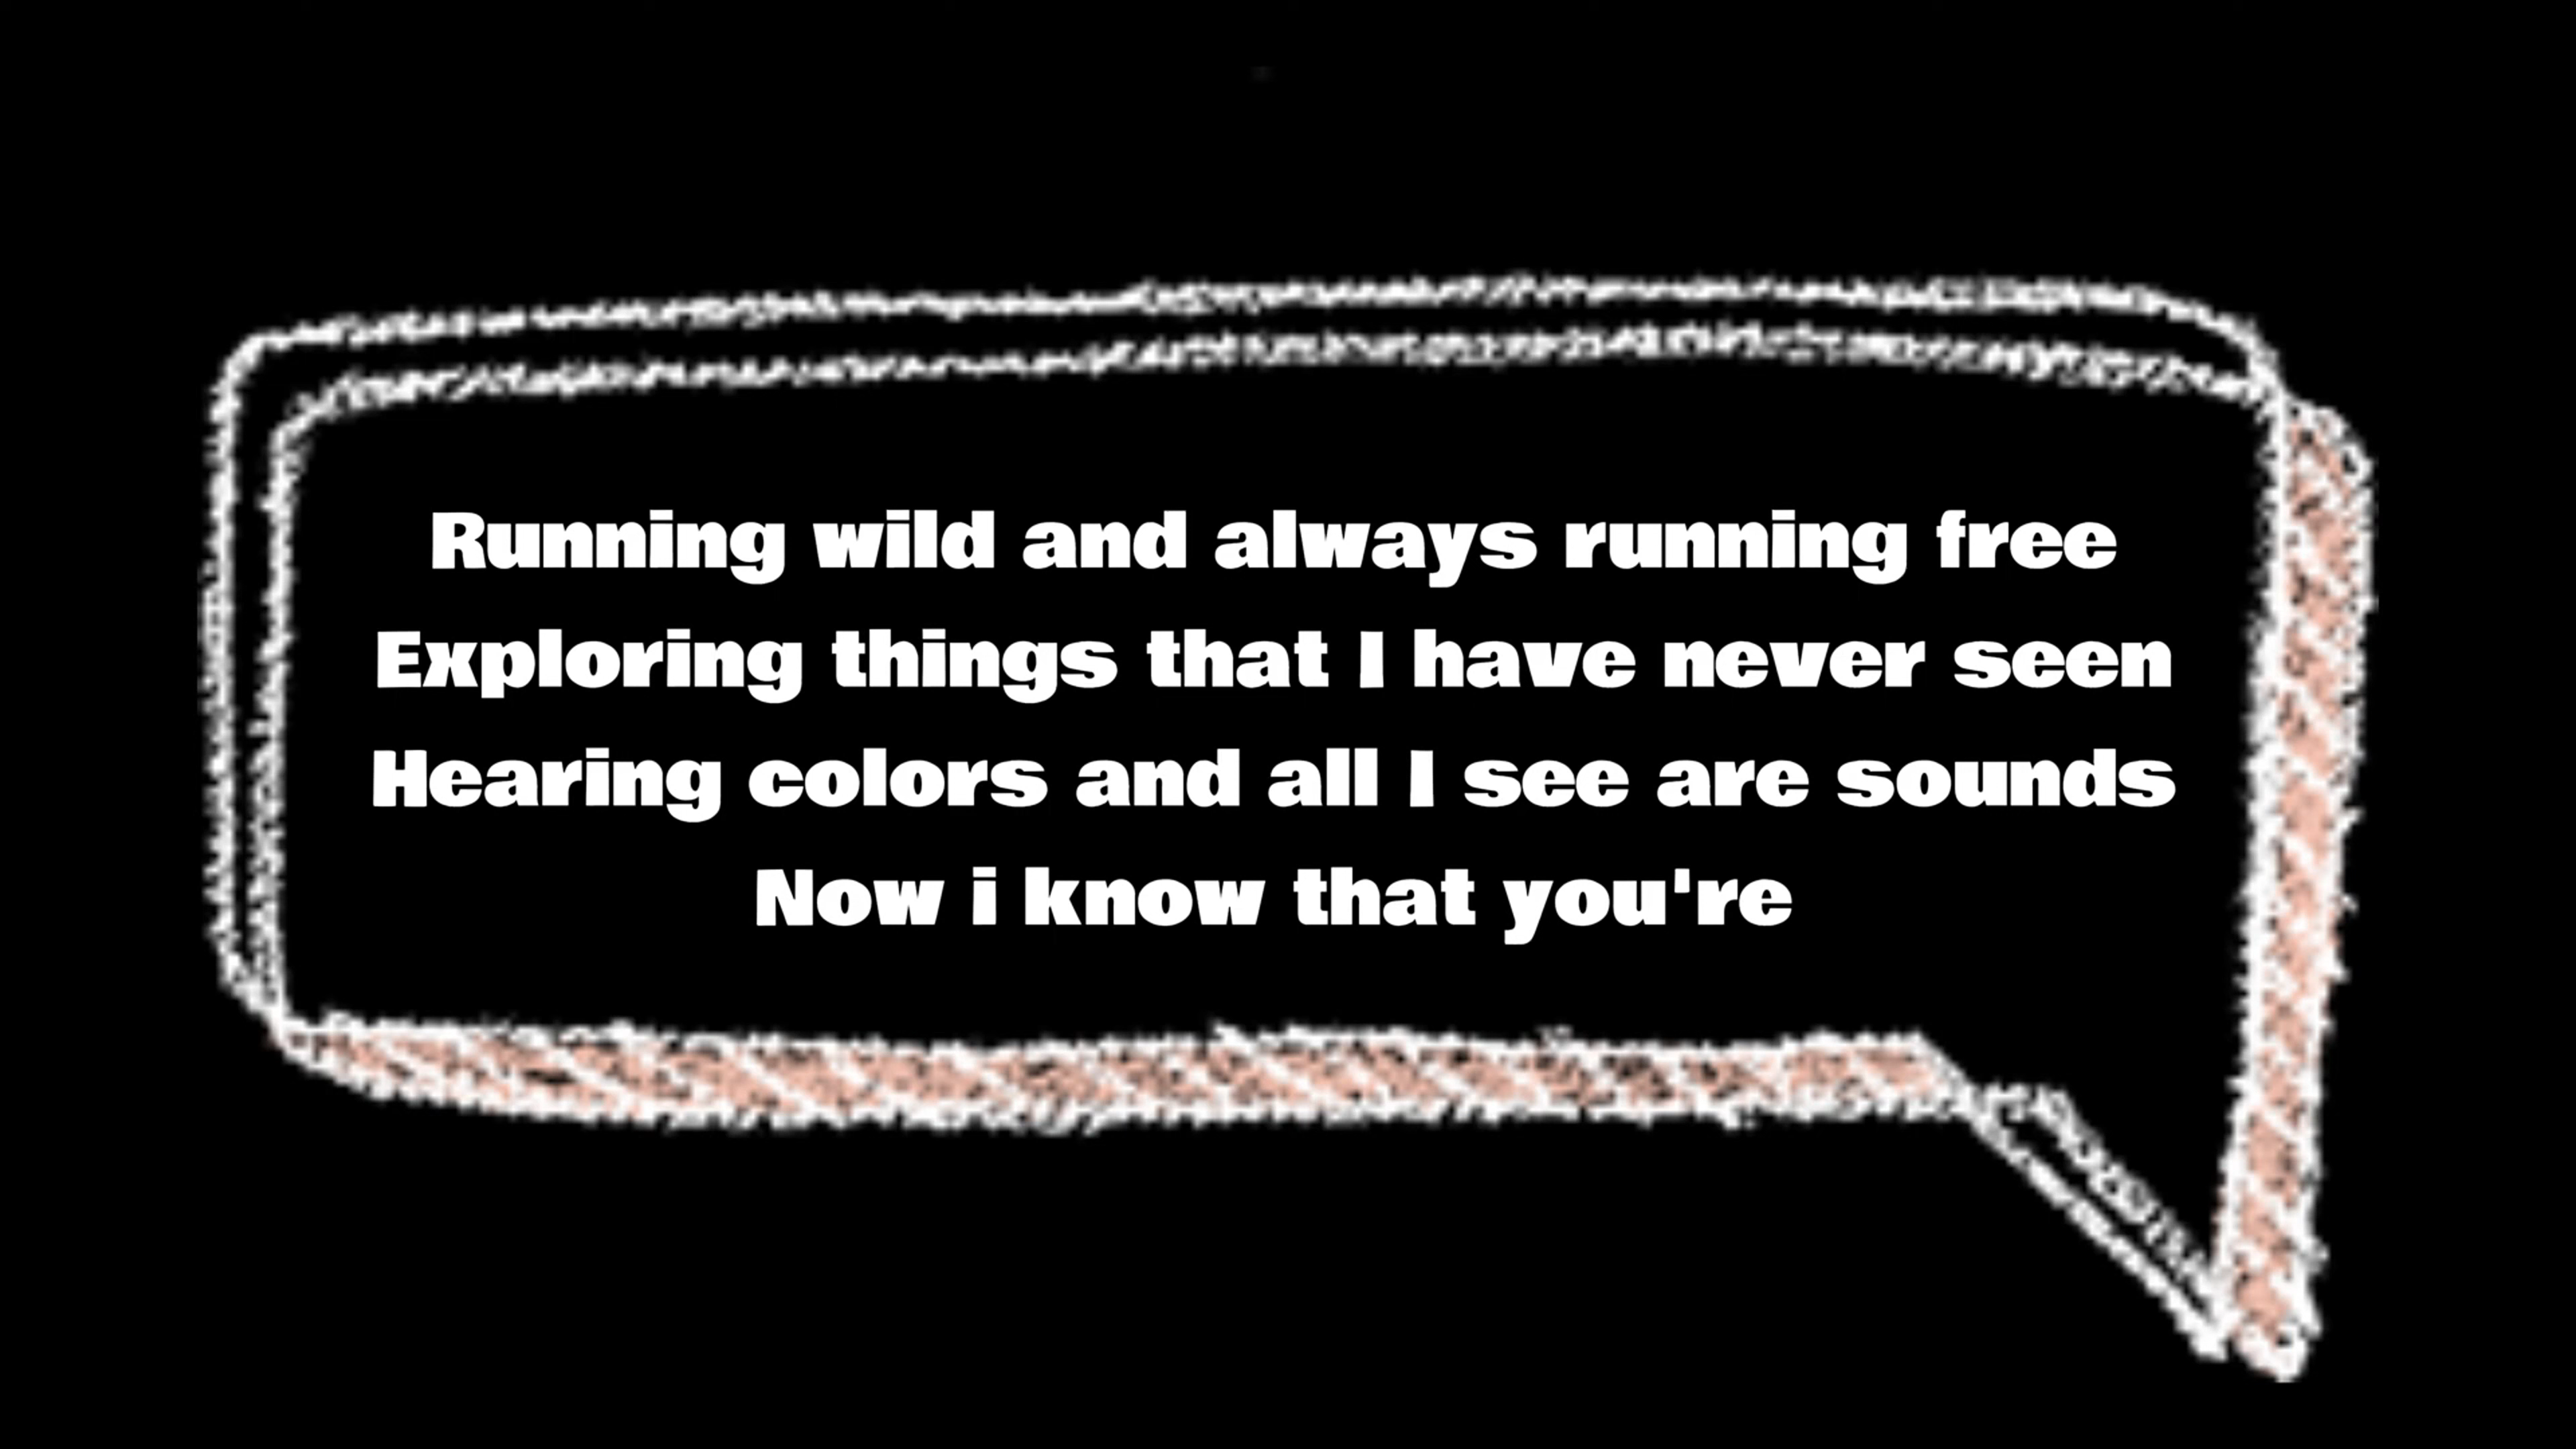 Running wild and always running free
Exploring things that I have never seen
Hearing colors and all I see are sounds
Now i know that you're